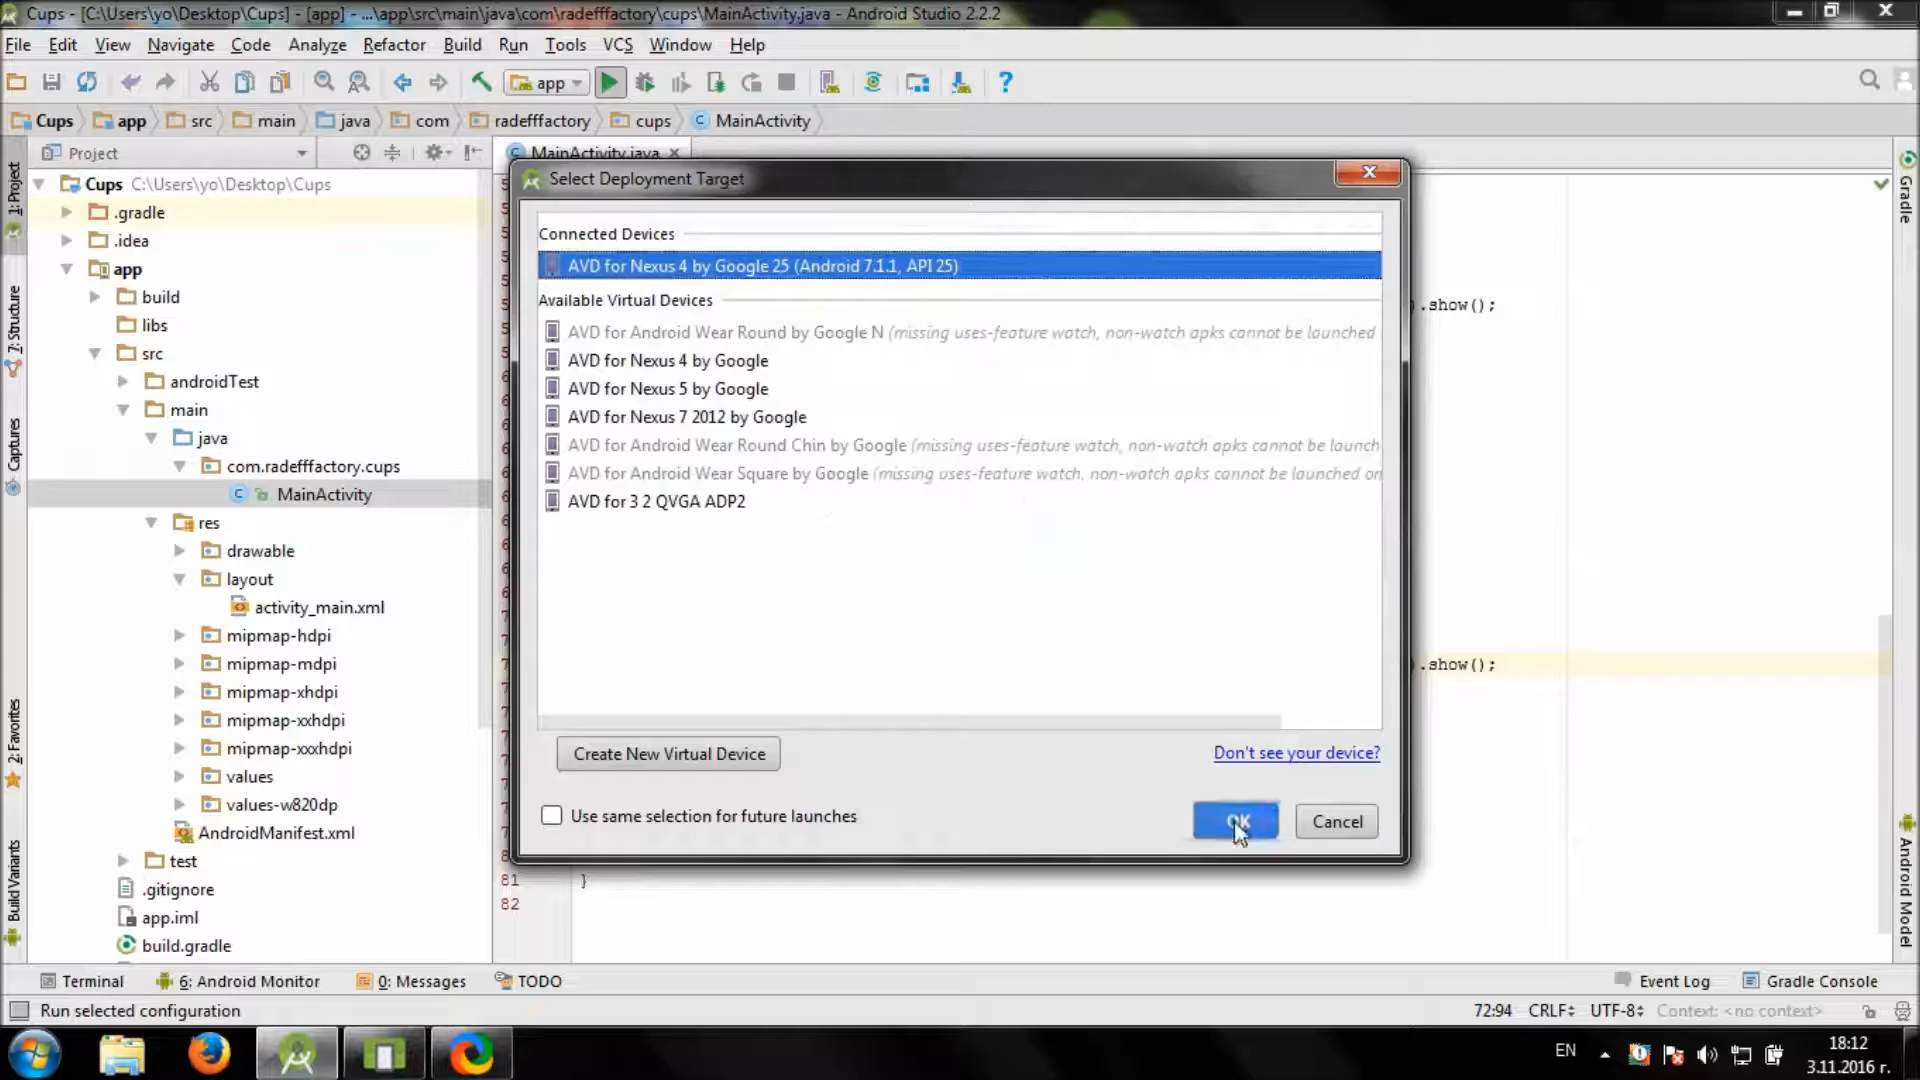 Cups - [C:\Users\yo\Desktop\Cups] - [app] - ...\app\src\main\java\com\radefffactory\cups\MainActivity.java - Android Studio 2.2.2
File Edit View Navigate Code Analyze Refactor Build Run Tools VCS Window Help
app
Cups app src main java com radefffactory cups MainActivity
Project
MainActivity.java
1: Project
7: Structure
Captures
2: Favorites
Build Variants
Cups C:\Users\yo\Desktop\Cups
.gradle
.idea
app
build
libs
src
androidTest
main
java
com.radefffactory.cups
MainActivity
res
drawable
layout
activity_main.xml
mipmap-hdpi
mipmap-mdpi
mipmap-xhdpi
mipmap-xxhdpi
mipmap-xxxhdpi
values
values-w820dp
AndroidManifest.xml
test
.gitignore
app.iml
build.gradle
Select Deployment Target
Connected Devices
AVD for Nexus 4 by Google 25 (Android 7.1.1, API 25)
Available Virtual Devices
AVD for Android Wear Round by Google N (missing uses-feature watch, non-watch apks cannot be launched
AVD for Nexus 4 by Google
AVD for Nexus 5 by Google
AVD for Nexus 7 2012 by Google
AVD for Android Wear Round Chin by Google (missing uses-feature watch, non-watch apks cannot be launch
AVD for Android Wear Square by Google (missing uses-feature watch, non-watch apks cannot be launched on
AVD for 3 2 QVGA ADP2
Create New Virtual Device
Don't see your device?
Use same selection for future launches
OK
Cancel
.show();
.show();
81 }
82
Gradle
Android Model
Terminal 6: Android Monitor 0: Messages TODO Event Log Gradle Console
Run selected configuration 72:94 CRLF UTF-8 Context: <no context>
EN
18:12
3.11.2016 г.